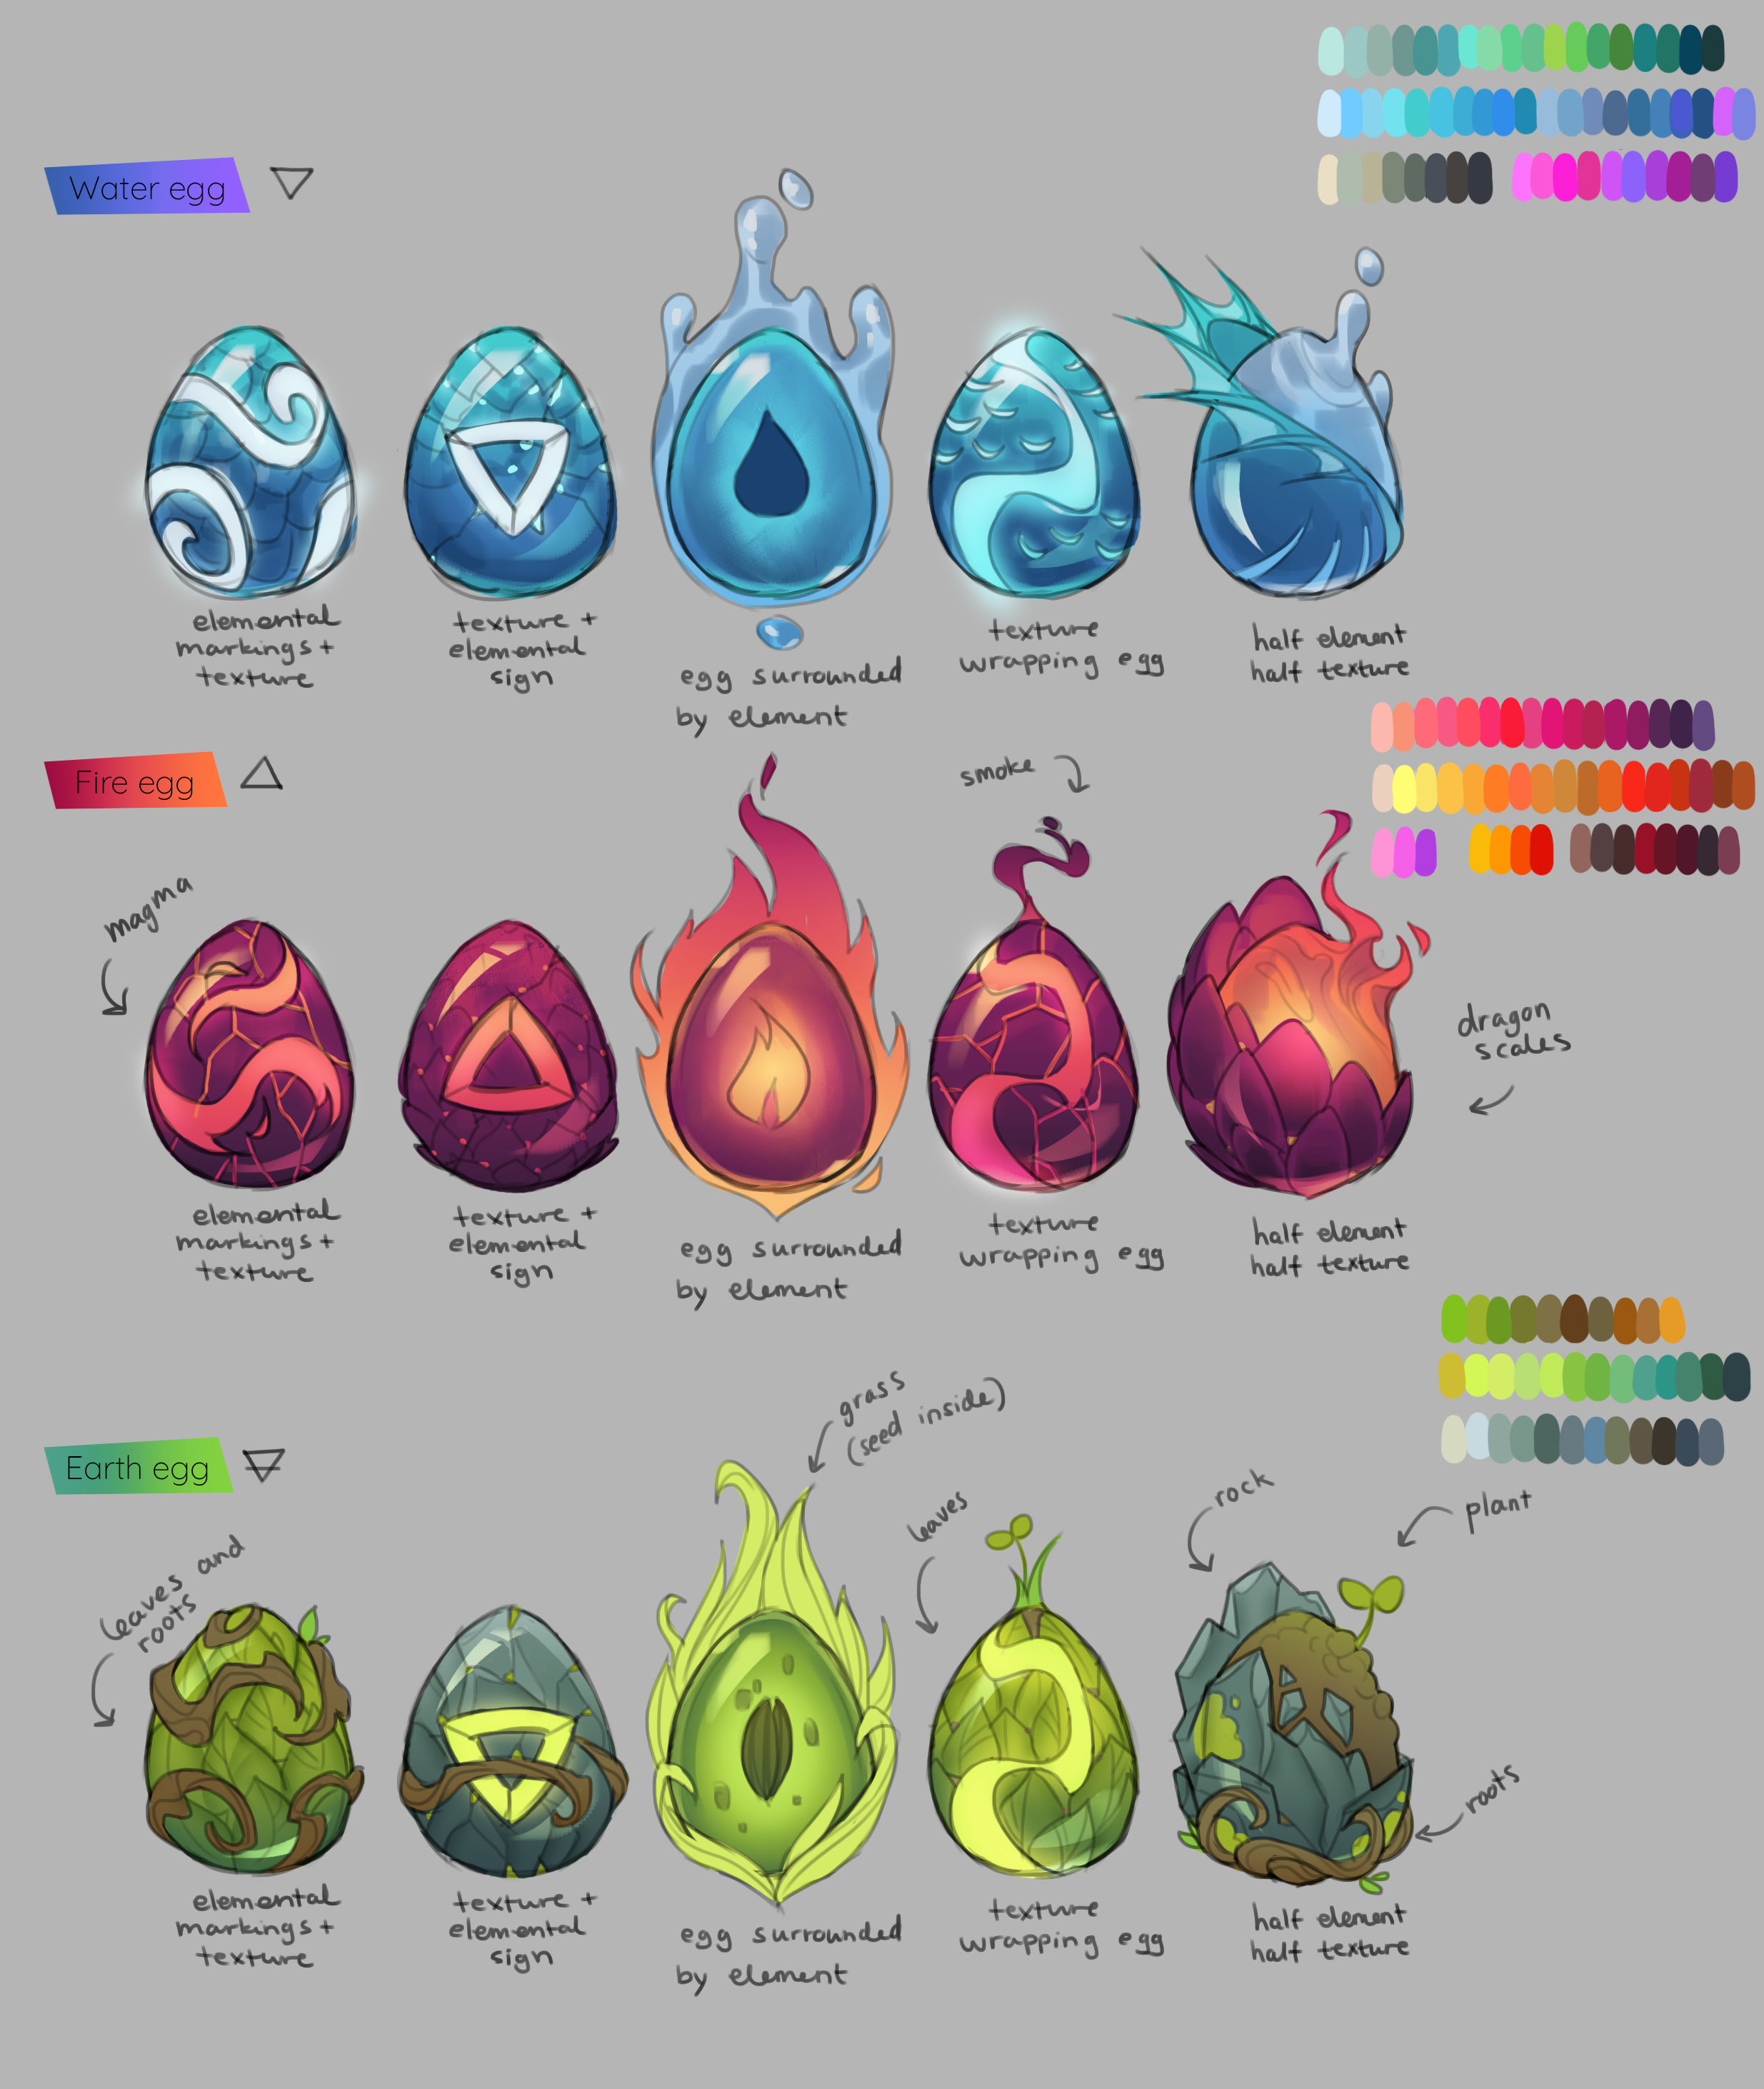 Water egg
elemental
markings +
texture
texture +
elemental
sign
egg surrounded
by element
texture
wrapping egg
half element
half texture
Fire egg
smoke
magma
dragon
scales
elemental
markings +
texture
texture +
elemental
sign
egg surrounded
by element
texture
wrapping egg
half element
half texture
Earth egg
grass
(seed inside)
leaves and
roots
leaves
rock
plant
roots
elemental
markings +
texture
texture +
elemental
sign
egg surrounded
by element
texture
wrapping egg
half element
half texture